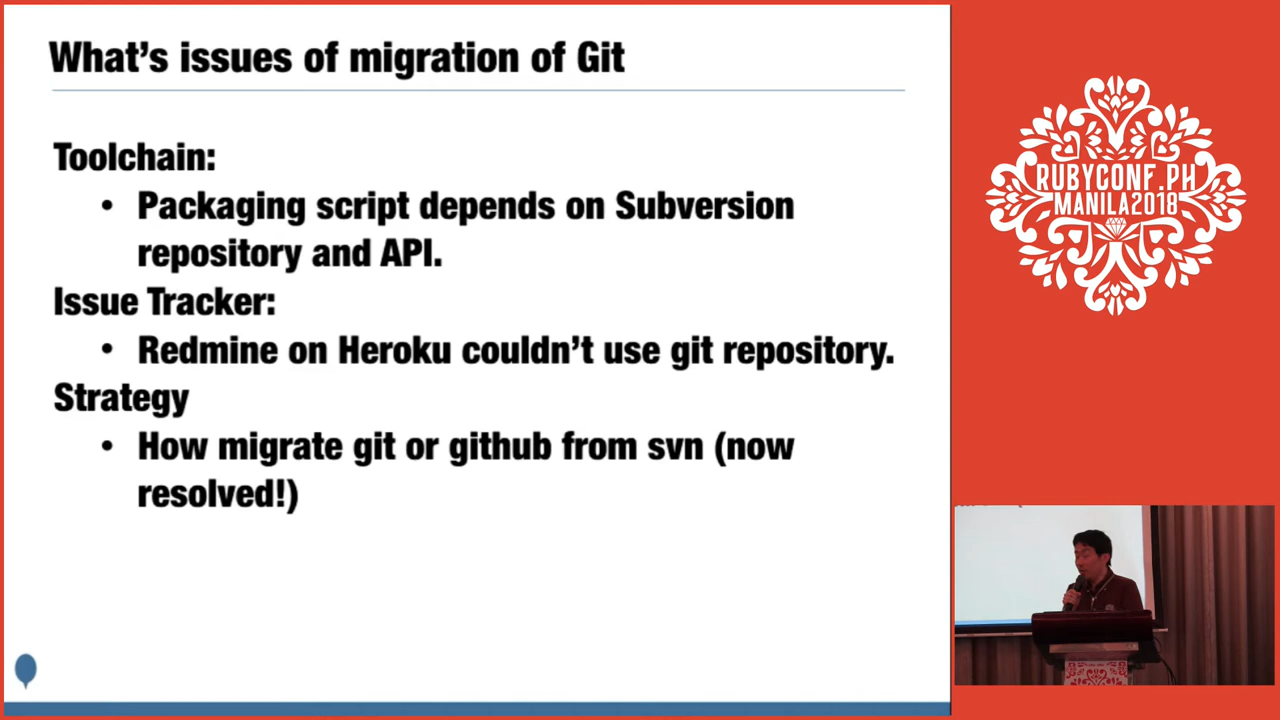 What's issues of migration of Git
Toolchain:
• Packaging script depends on Subversion
repository and API.
Issue Tracker:
• Redmine on Heroku couldn't use git repository.
Strategy
• How migrate git or github from svn (now
resolved!)
RUBYCONF.PH
MANILA2018